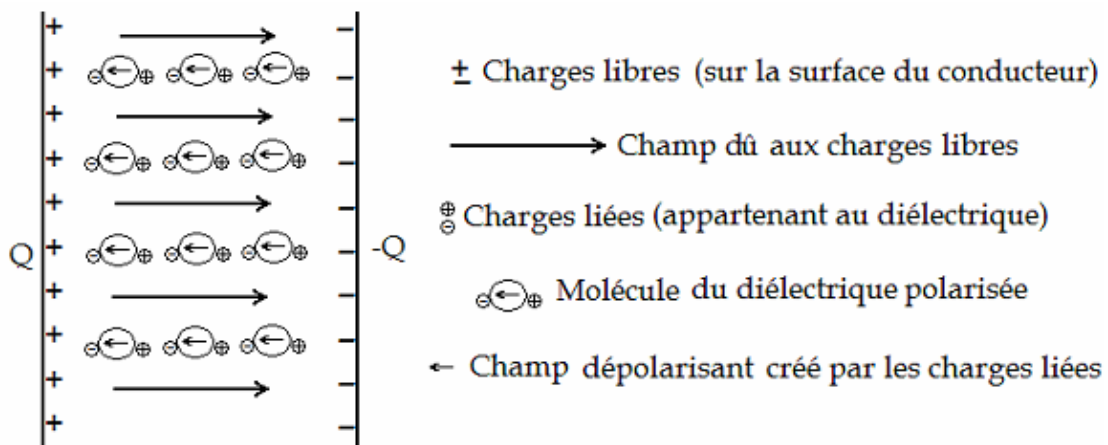 ± Charges libres (sur la surface du conducteur)
Champ dû aux charges libres
Charges liées (appartenant au diélectrique)
Q
-Q
Molécule du diélectrique polarisée
Champ dépolarisant créé par les charges liées